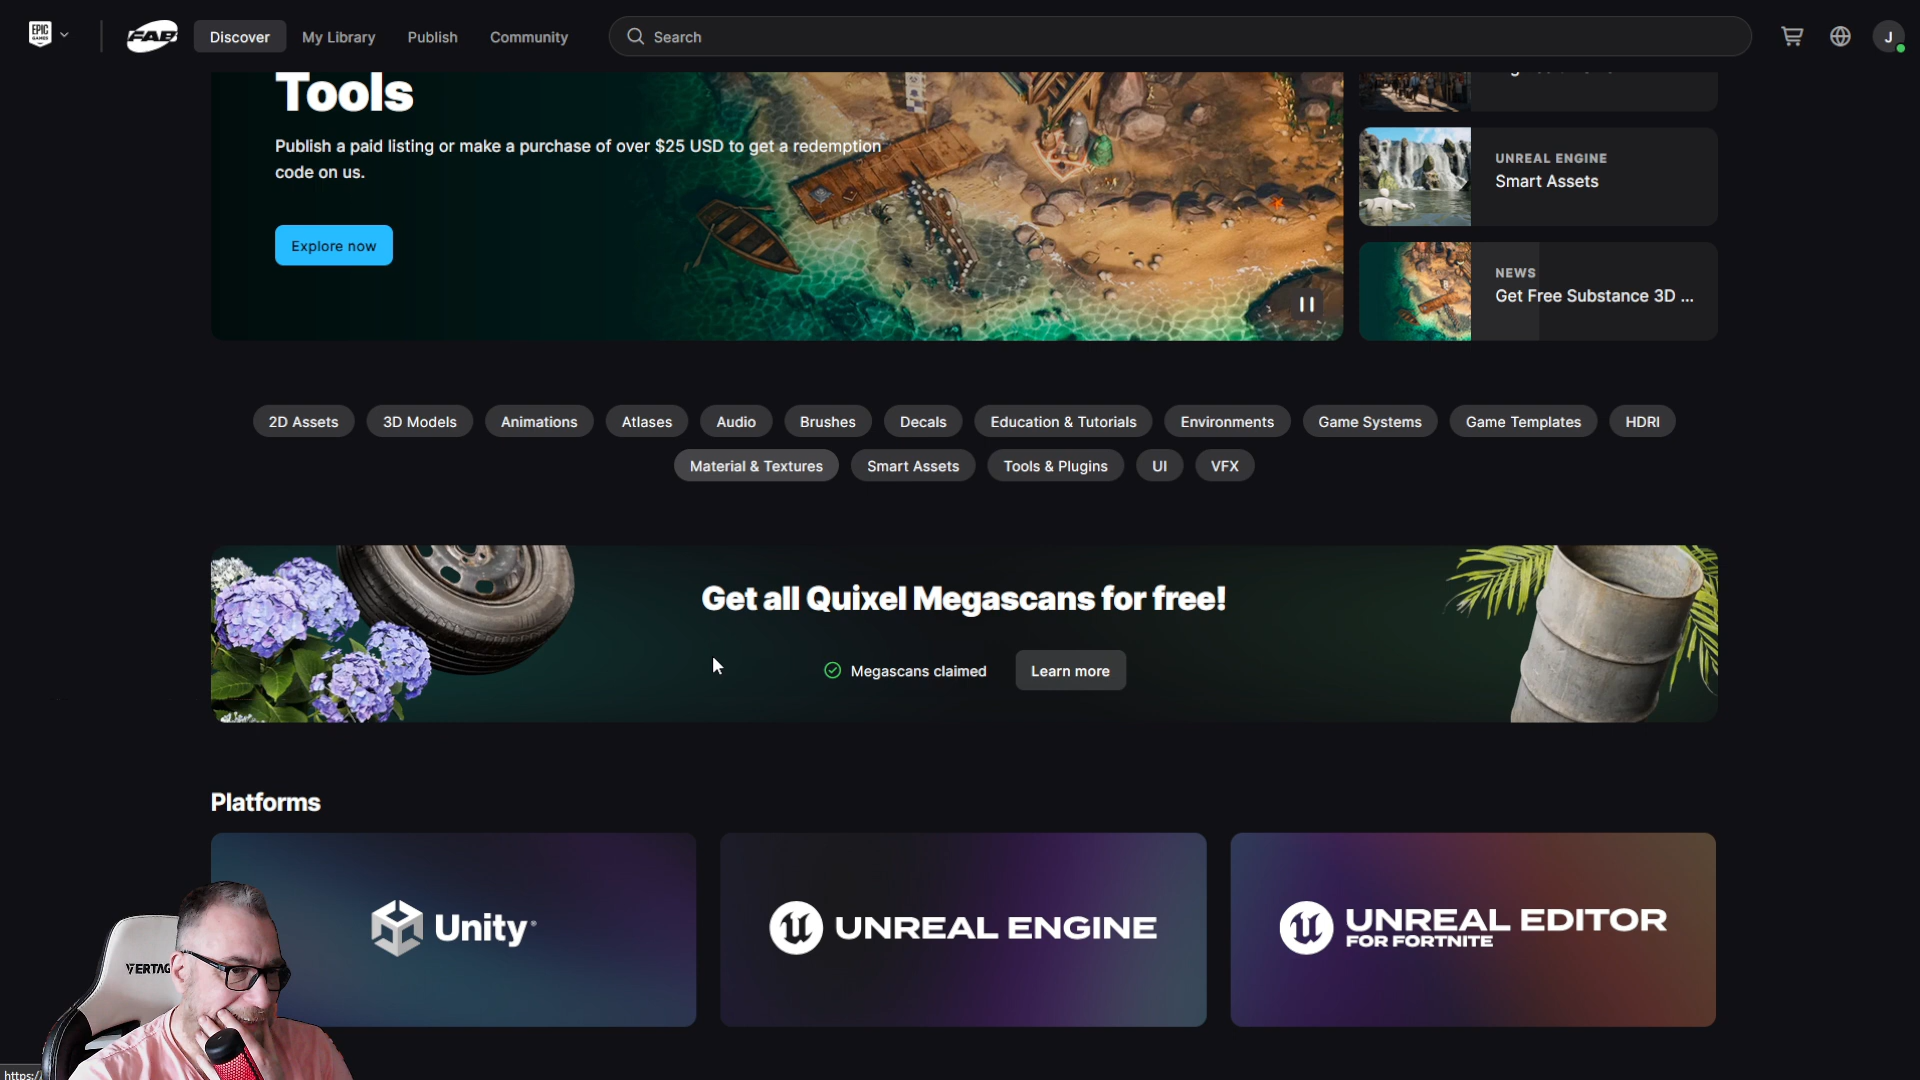 EPIC
GAMES
FAB
Discover
My Library
Publish
Community
Search
J
Tools
Publish a paid listing or make a purchase of over $25 USD to get a redemption
code on us.
Explore now
UNREAL ENGINE
Smart Assets
NEWS
Get Free Substance 3D ...
2D Assets
3D Models
Animations
Atlases
Audio
Brushes
Decals
Education & Tutorials
Environments
Game Systems
Game Templates
HDRI
Material & Textures
Smart Assets
Tools & Plugins
UI
VFX
Get all Quixel Megascans for free!
Megascans claimed
Learn more
Platforms
Unity
UNREAL ENGINE
UNREAL EDITOR
FOR FORTNITE
VERTAG
https:/